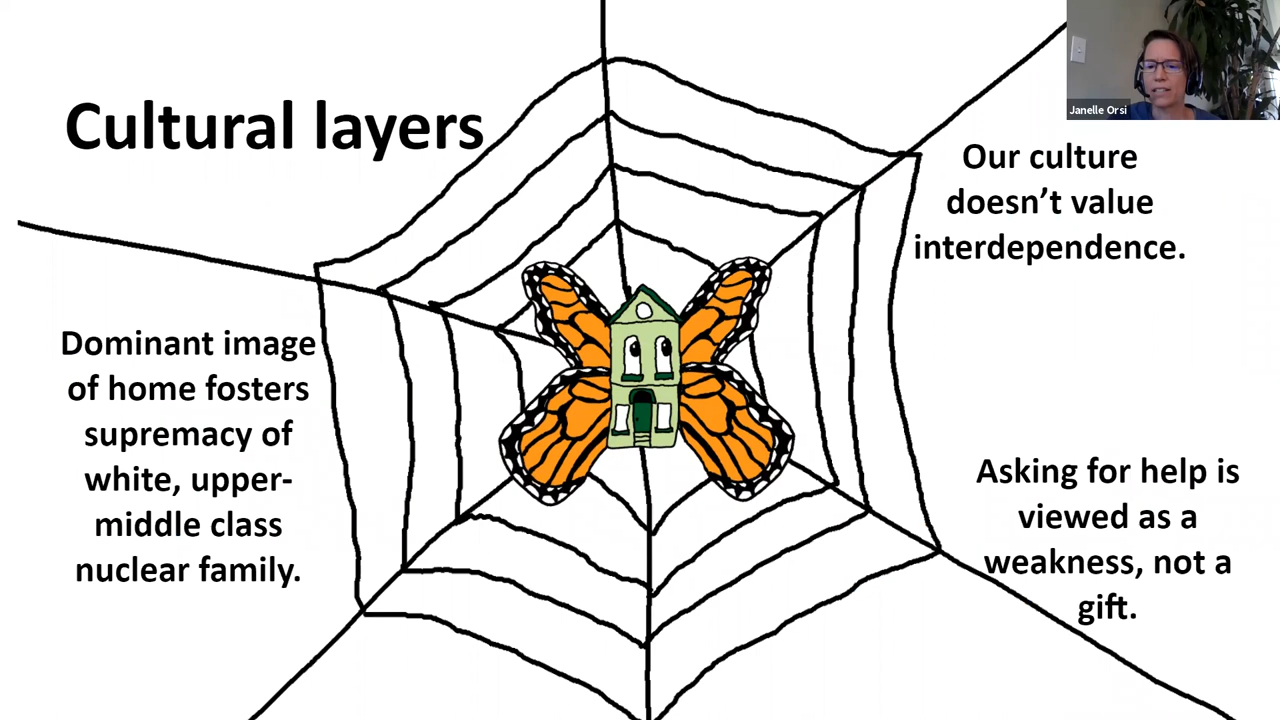 Cultural layers
Janelle Orsi
Our culture
doesn’t value
interdependence.
Dominant image
of home fosters
supremacy of
white, upper-
middle class
nuclear family.
Asking for help is
viewed as a
weakness, not a
gift.